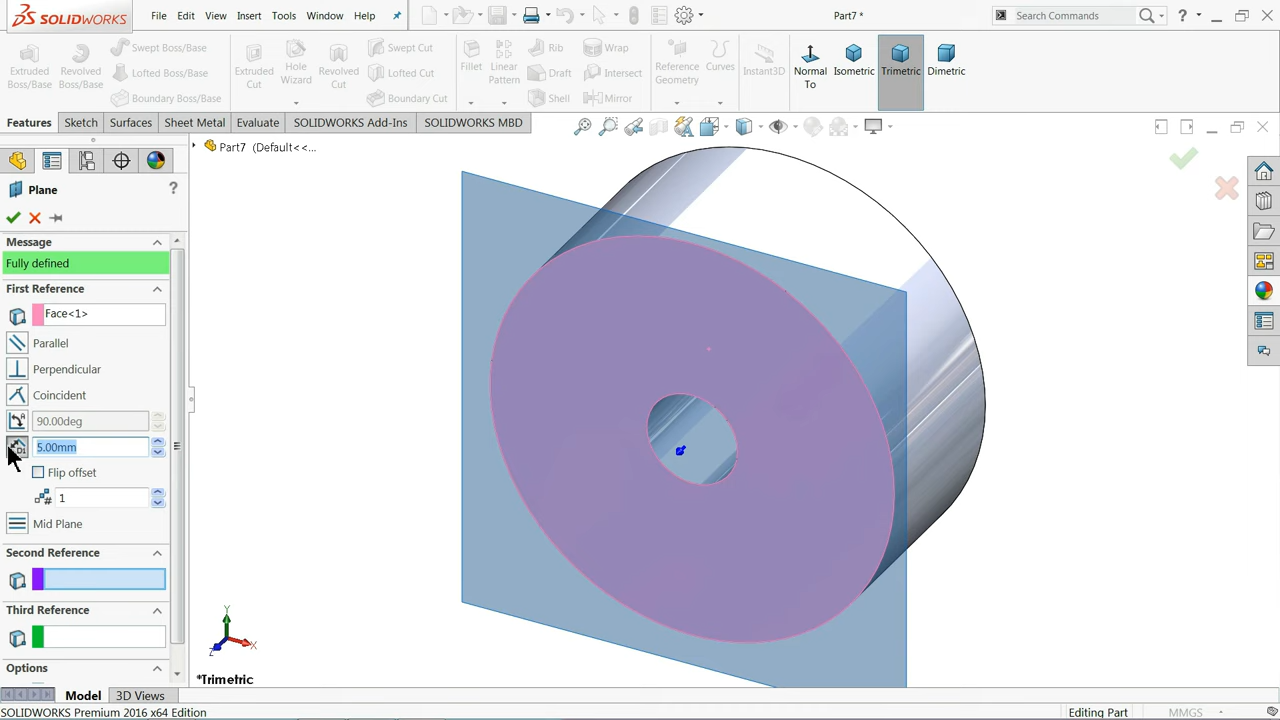 SOLIDWORKS
File Edit View Insert Tools Window Help
Part7 *
Search Commands
Extruded Boss/Base
Revolved Boss/Base
Swept Boss/Base
Lofted Boss/Base
Boundary Boss/Base
Extruded Cut
Hole Wizard
Revolved Cut
Swept Cut
Lofted Cut
Boundary Cut
Fillet
Linear Pattern
Rib
Draft
Shell
Wrap
Intersect
Mirror
Reference Geometry
Curves
Instant3D
Normal To
Isometric
Trimetric
Dimetric
Features Sketch Surfaces Sheet Metal Evaluate SOLIDWORKS Add-Ins SOLIDWORKS MBD
Part7 (Default<<...
Plane
?
Message
Fully defined
First Reference
Face<1>
Parallel
Perpendicular
Coincident
90.00deg
5.00mm
Flip offset
# 1
Mid Plane
Second Reference
Third Reference
Options
Y
X
Z
*Trimetric
Model 3D Views
SOLIDWORKS Premium 2016 x64 Edition
Editing Part
MMGS